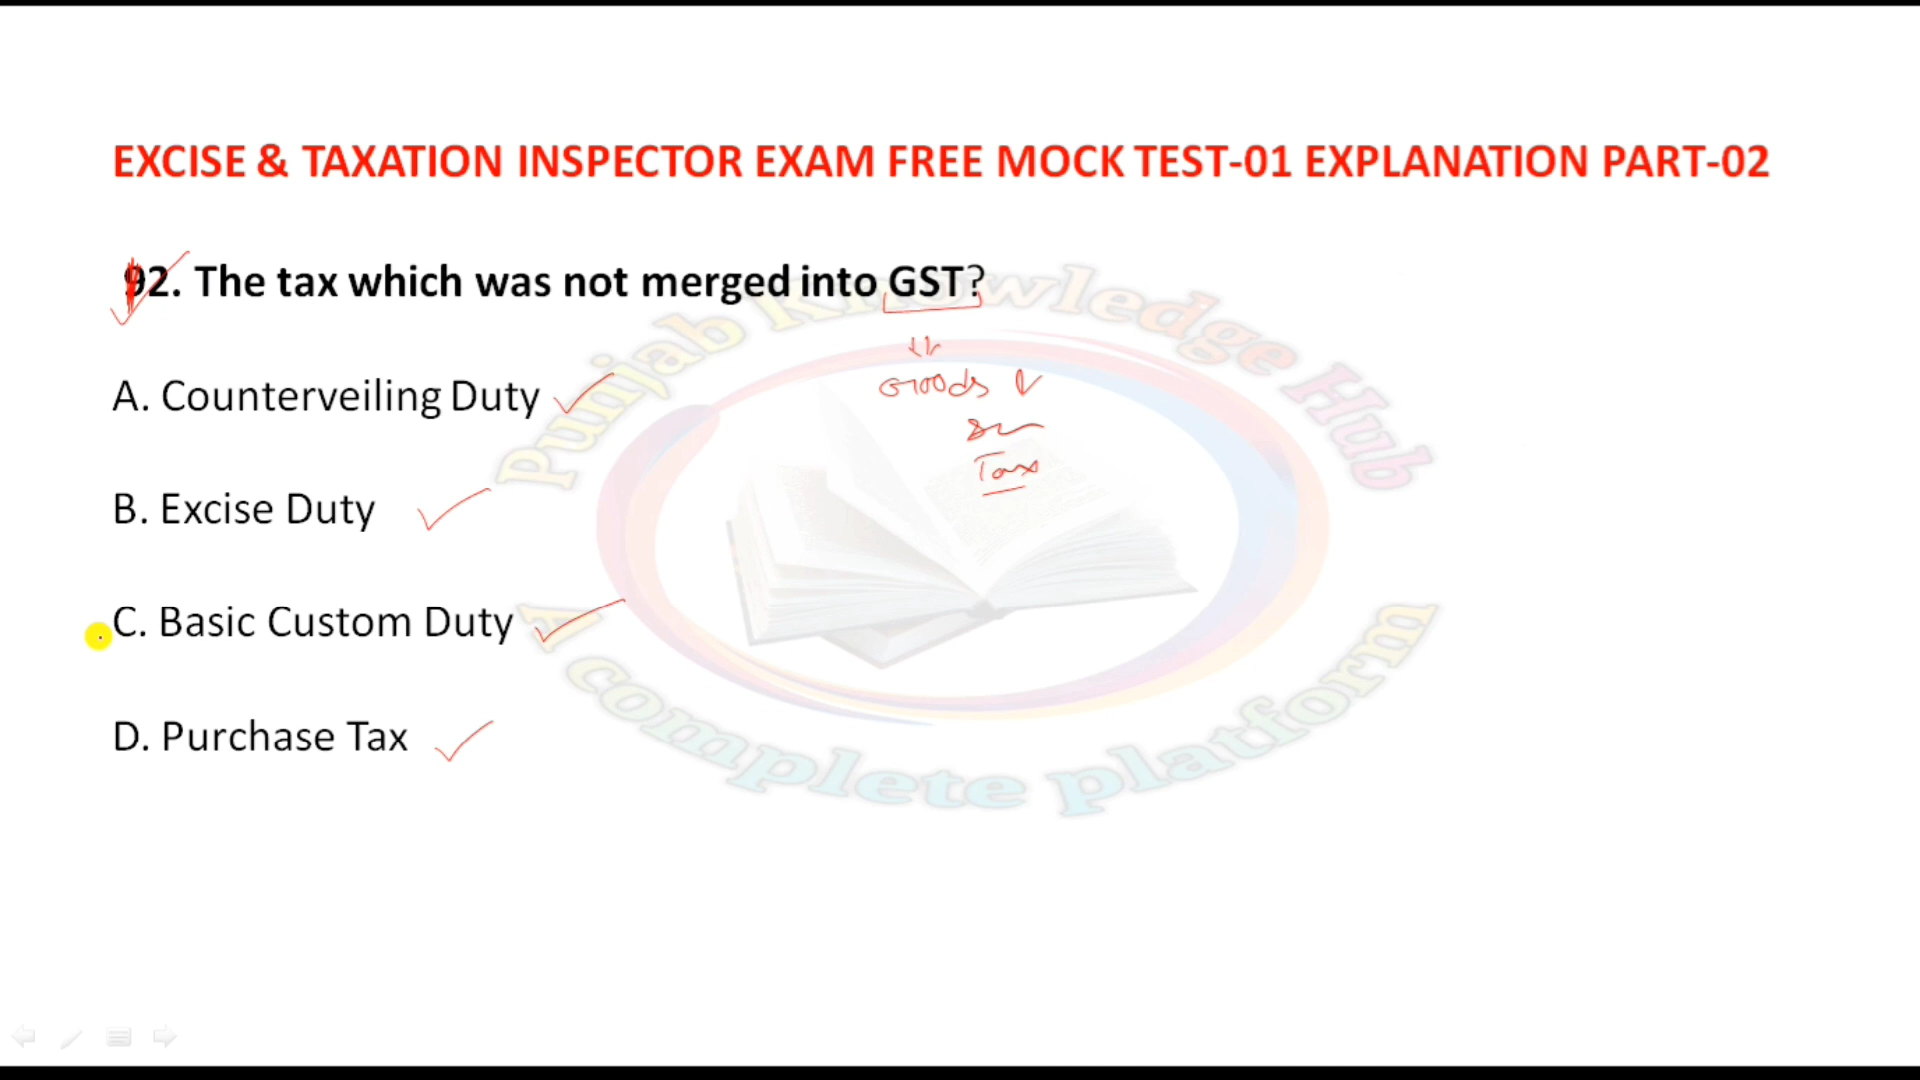 EXCISE & TAXATION INSPECTOR EXAM FREE MOCK TEST-01 EXPLANATION PART-02
92. The tax which was not merged into GST?
A. Counterveiling Duty
B. Excise Duty
C. Basic Custom Duty
D. Purchase Tax
Goods
Tax
Punjab Knowledge Hub
A complete platform